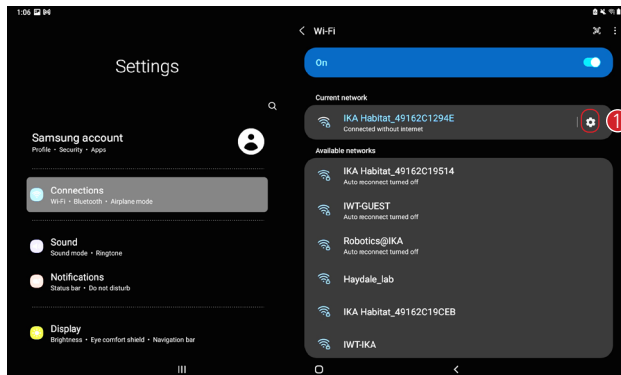 1:06
Settings
Samsung account
Profile • Security • Apps
Connections
Wi-Fi • Bluetooth • Airplane mode
Sound
Sound mode • Ringtone
Notifications
Status bar • Do not disturb
Display
Brightness • Eye comfort shield • Navigation bar
Wi-Fi
On
Current network
IKA Habitat_49162C1294E
Connected without internet
1
Available networks
IKA Habitat_49162C19514
Auto reconnect turned off
IWT-GUEST
Auto reconnect turned off
Robotics@IKA
Auto reconnect turned off
Haydale_lab
IKA Habitat_49162C19CEB
IWT-IKA